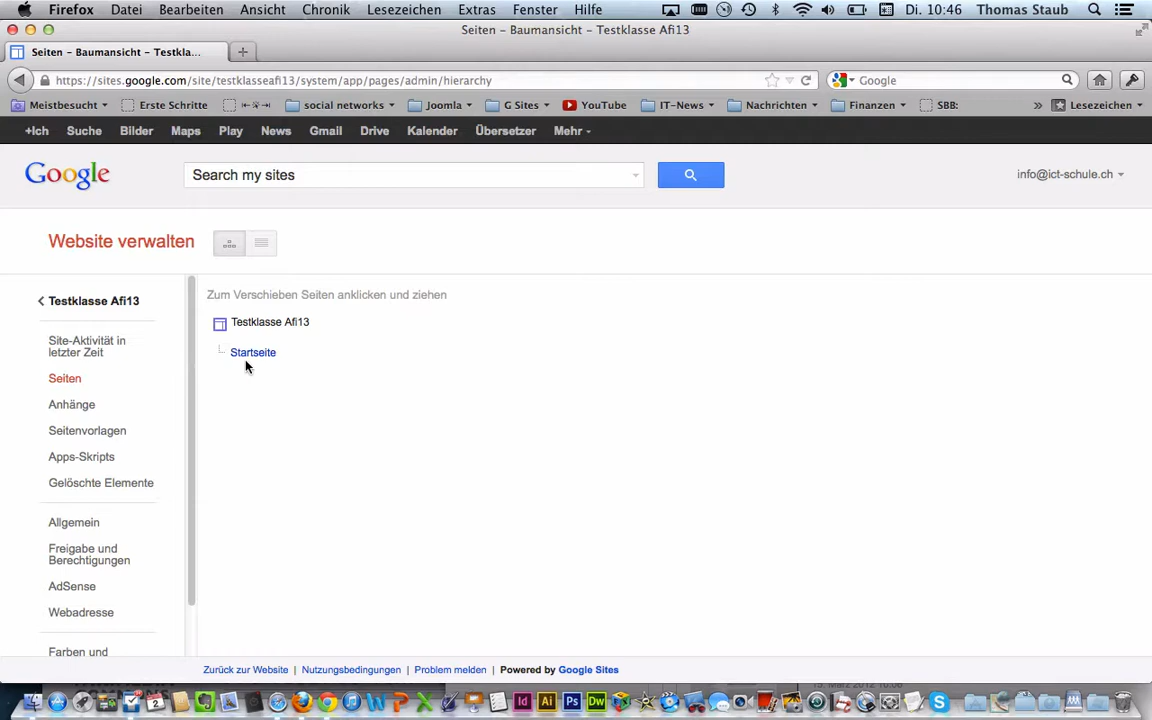 Firefox Datei Bearbeiten Ansicht Chronik Lesezeichen Extras Fenster Hilfe Di. 10:46 Thomas Staub
Seiten – Baumansicht – Testklasse Afi13
Seiten – Baumansicht – Testkla...
https://sites.google.com/site/testklasseafi13/system/app/pages/admin/hierarchy
Google
Meistbesucht Erste Schritte social networks Joomla G Sites YouTube IT-News Nachrichten Finanzen SBB: » Lesezeichen
+Ich Suche Bilder Maps Play News Gmail Drive Kalender Übersetzer Mehr
Google Search my sites info@ict-schule.ch
Website verwalten
Testklasse Afi13
Site-Aktivität in
letzter Zeit
Seiten
Anhänge
Seitenvorlagen
Apps-Skripts
Gelöschte Elemente
Allgemein
Freigabe und
Berechtigungen
AdSense
Webadresse
Farben und
Zum Verschieben Seiten anklicken und ziehen
Testklasse Afi13
Startseite
Zurück zur Website | Nutzungsbedingungen | Problem melden | Powered by Google Sites